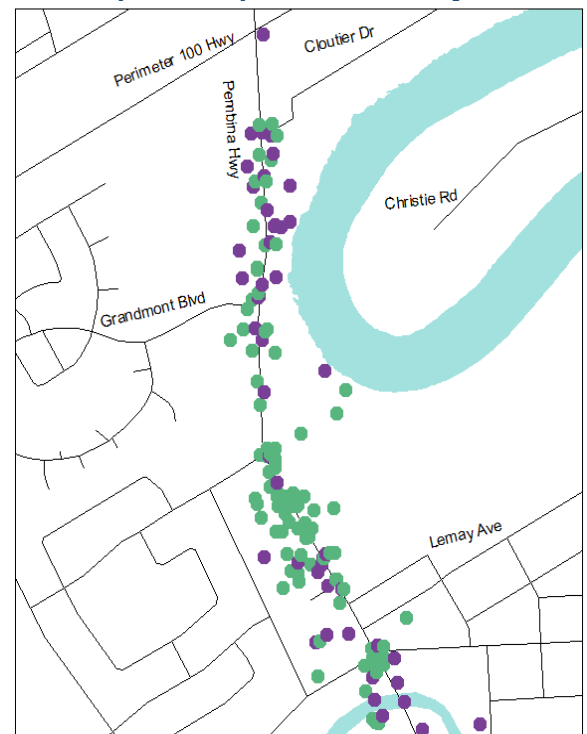 Perimeter 100 Hwy
Cloutier Dr
Pembina Hwy
Christie Rd
Grandmont Blvd
Lemay Ave